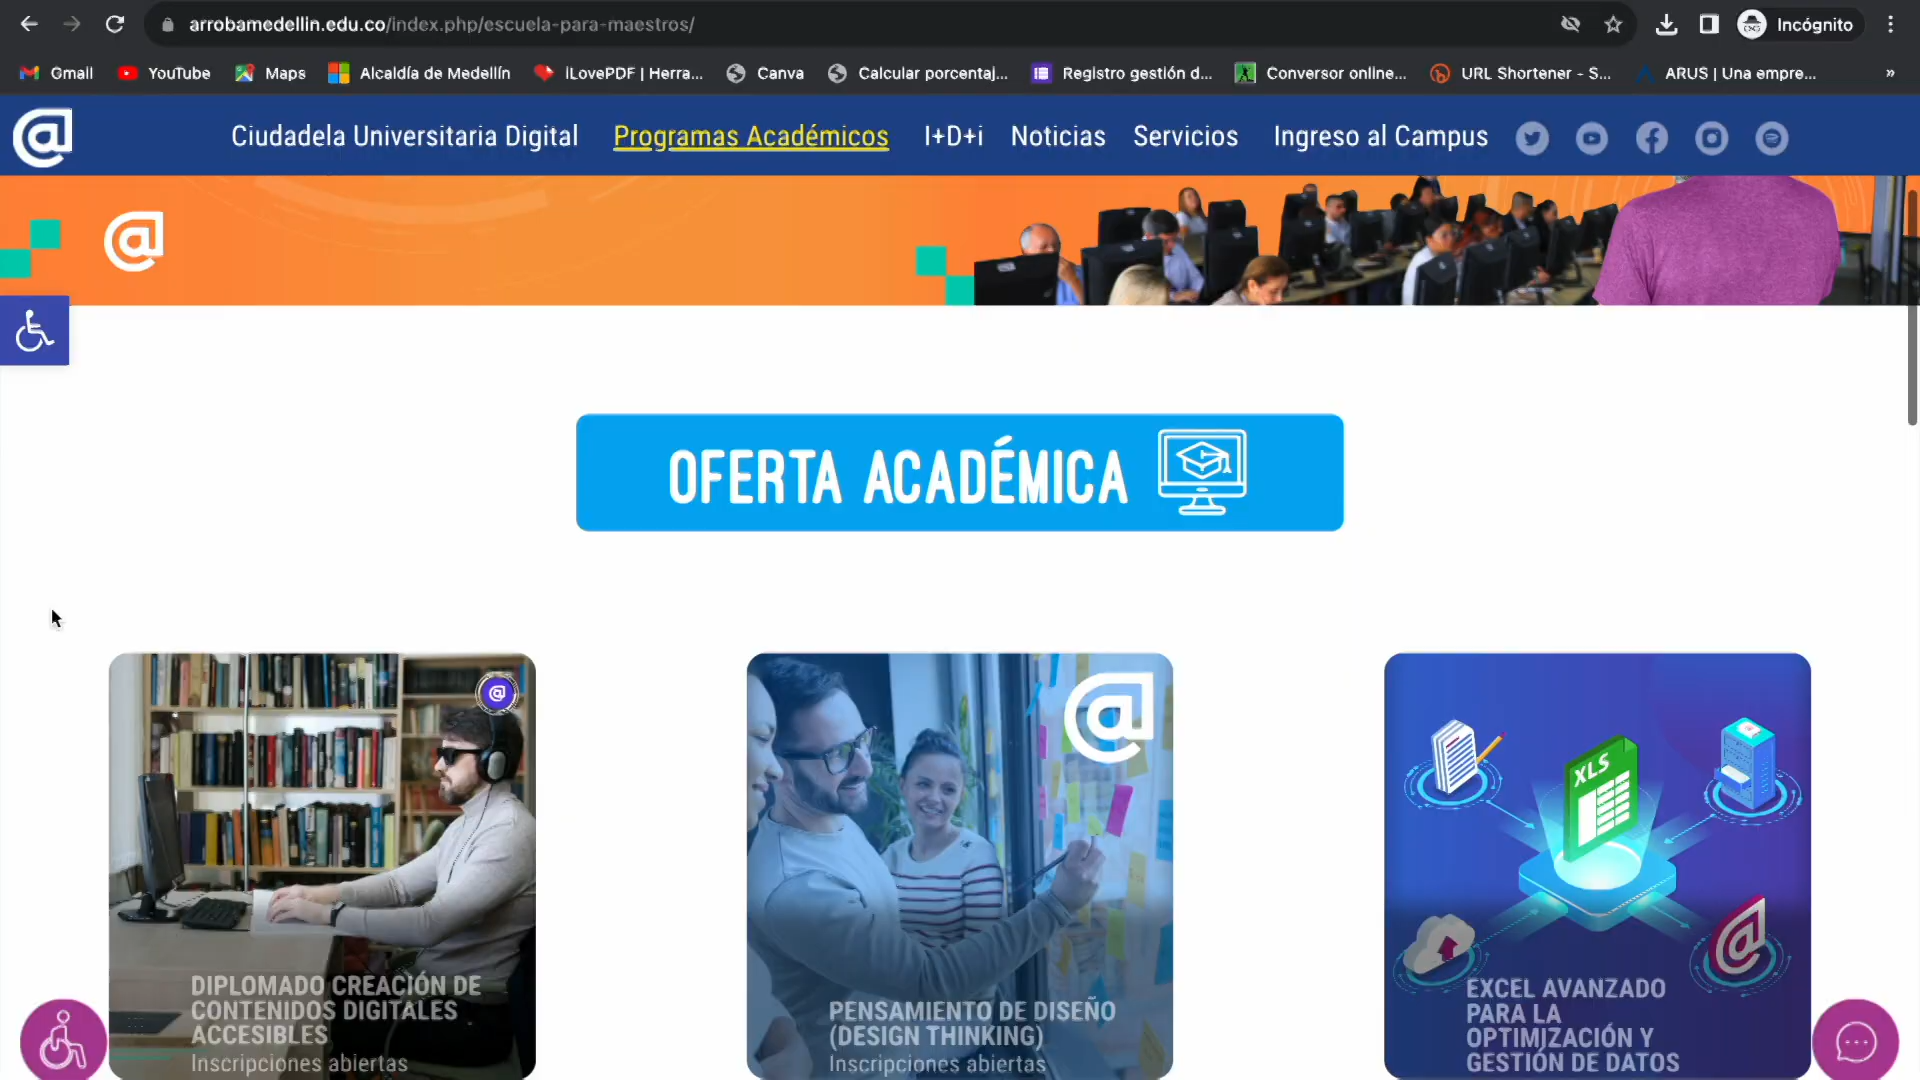 arrobamedellin.edu.co/index.php/escuela-para-maestros/
Incógnito
Gmail
YouTube
Maps
Alcaldía de Medellín
iLovePDF | Herra...
Canva
Calcular porcentaj...
Registro gestión d...
Conversor online...
URL Shortener - S...
ARUS | Una empre...
»
Ciudadela Universitaria Digital
Programas Académicos
I+D+i
Noticias
Servicios
Ingreso al Campus
OFERTA ACADÉMICA
XLS
DIPLOMADO CREACIÓN DE
CONTENIDOS DIGITALES
ACCESIBLES
Inscripciones abiertas
PENSAMIENTO DE DISEÑO
(DESIGN THINKING)
Inscripciones abiertas
EXCEL AVANZADO
PARA LA
OPTIMIZACIÓN Y
GESTIÓN DE DATOS